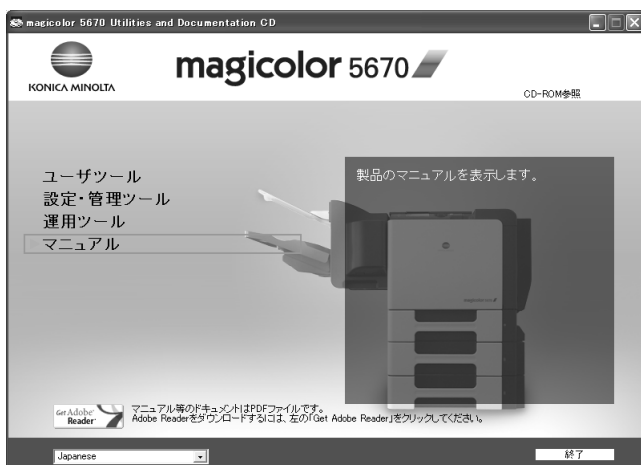 magicolor 5670 Utilities and Documentation CD
KONICA MINOLTA
magicolor 5670
CD-ROM参照
ユーザツール
設定・管理ツール
運用ツール
マニュアル
製品のマニュアルを表示します。
Get Adobe Reader
マニュアル等のドキュメントはPDFファイルです。
Adobe Readerをダウンロードするには、左の「Get Adobe Reader」をクリックしてください。
Japanese
終了